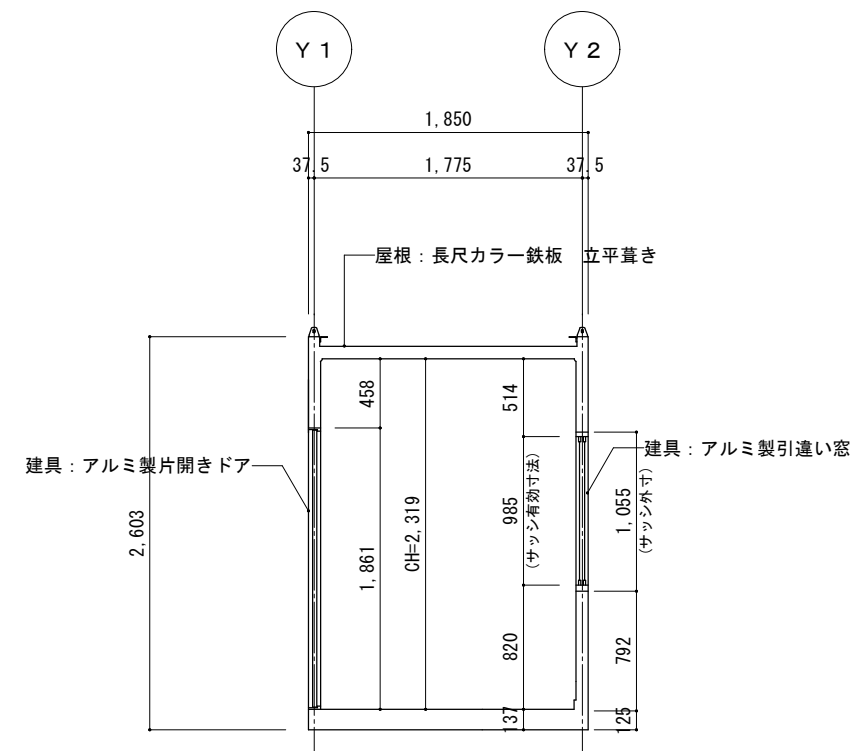 Y 1
Y 2
1,850
37.5
1,775
37.5
屋根：長尺カラー鉄板　立平葺き
458
514
建具：アルミ製片開きドア
建具：アルミ製引違い窓
2,603
1,861
CH=2,319
985
(サッシ有効寸法)
1,055
(サッシ外寸)
820
792
137
125